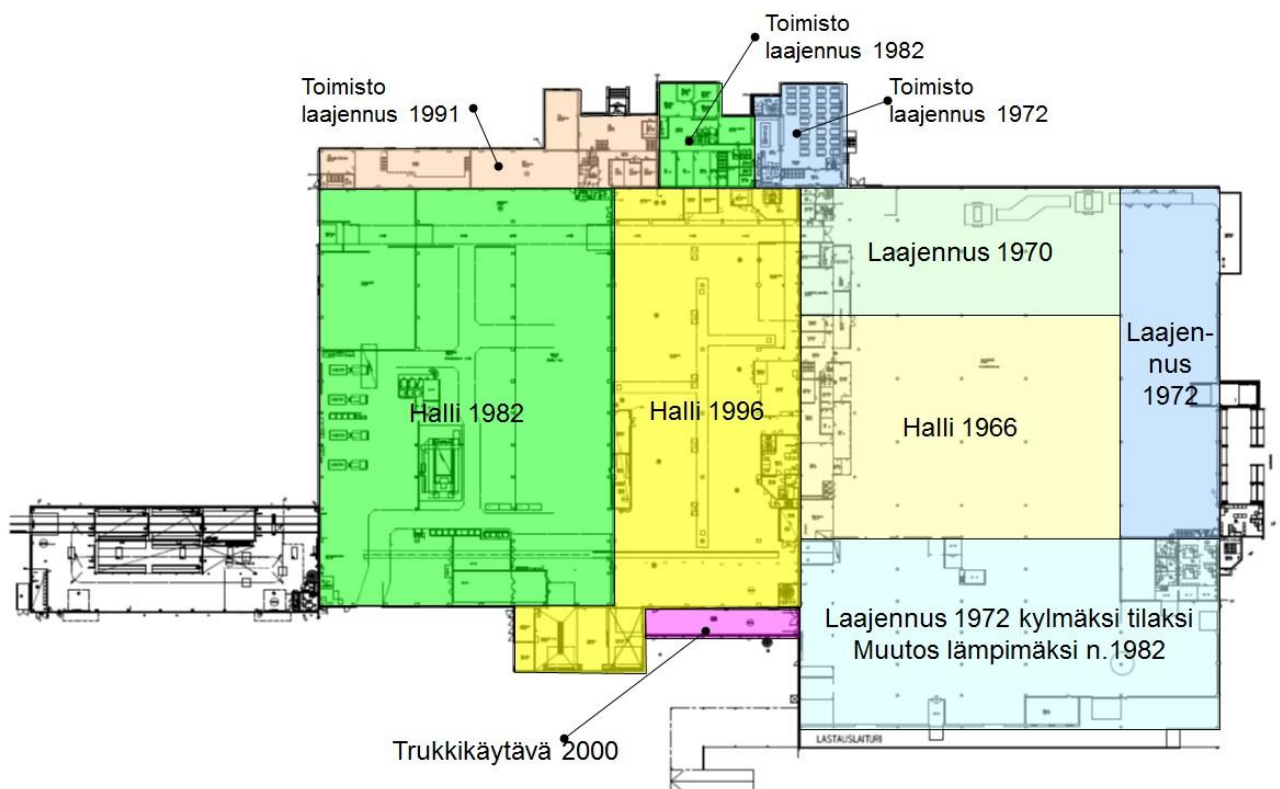 Toimisto
laajennus 1982
Toimisto
laajennus 1991
Toimisto
laajennus 1972
Laajennus 1970
Laajen-
nus
1972
Halli 1982
Halli 1996
Halli 1966
Laajennus 1972 kylmäksi tilaksi
Muutos lämpimäksi n.1982
Trukkikäytävä 2000
LASTAUSLAITURI